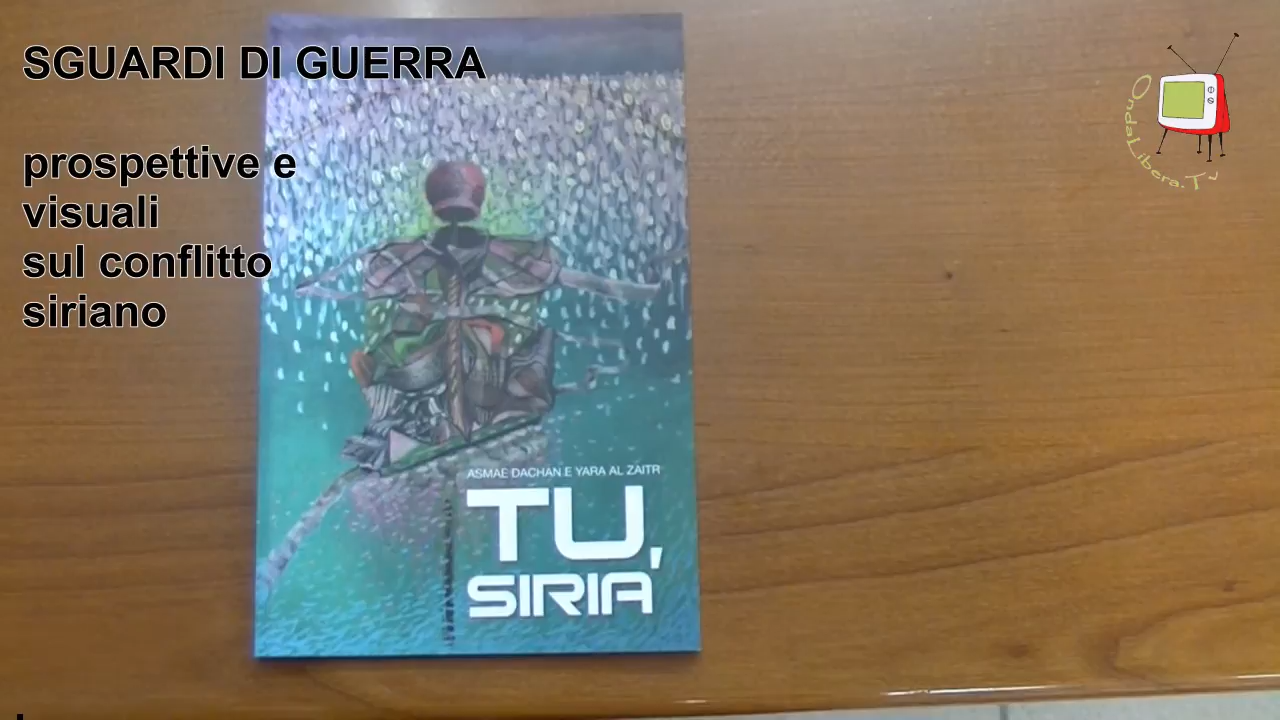 SGUARDI DI GUERRA
prospettive e
visuali
sul conflitto
siriano
OndaLibera.Tv
ASMAE DACHAN E YARA AL ZAITR
TU,
SIRIA